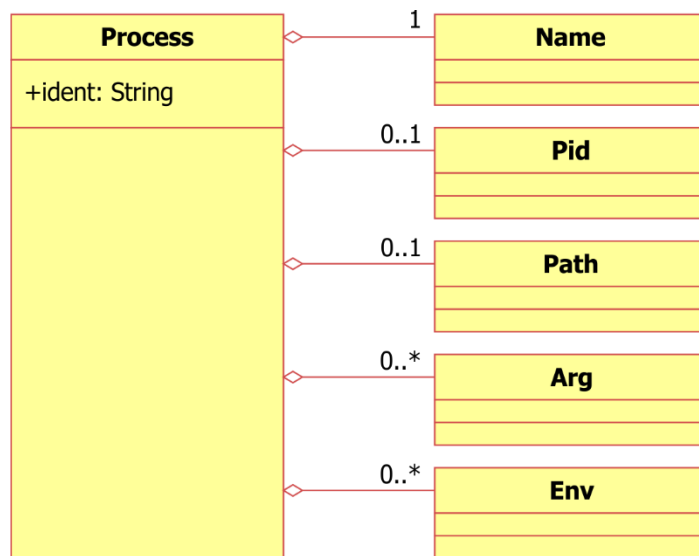 Process
+ident: String
1
Name
0..1
Pid
0..1
Path
0..*
Arg
0..*
Env